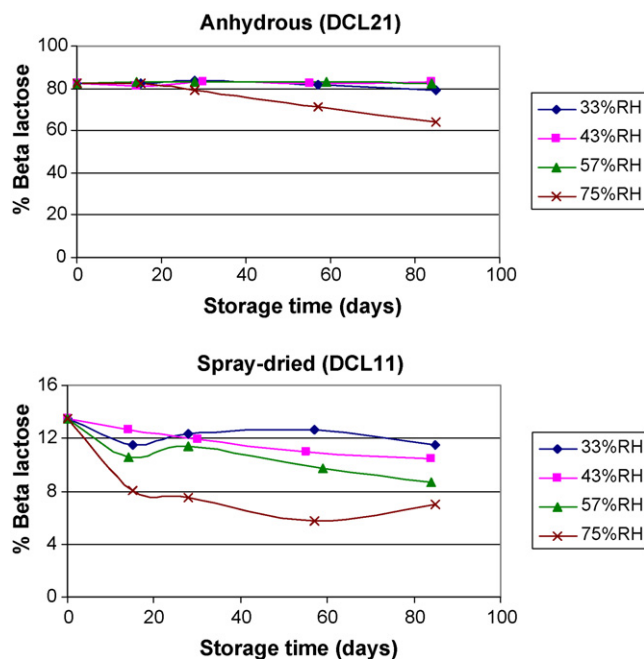 Anhydrous (DCL21)
100
80
60
40
20
0
% Beta lactose
0 20 40 60 80 100
Storage time (days)
33%RH
43%RH
57%RH
75%RH
Spray-dried (DCL11)
16
12
8
4
0
% Beta lactose
0 20 40 60 80 100
Storage time (days)
33%RH
43%RH
57%RH
75%RH